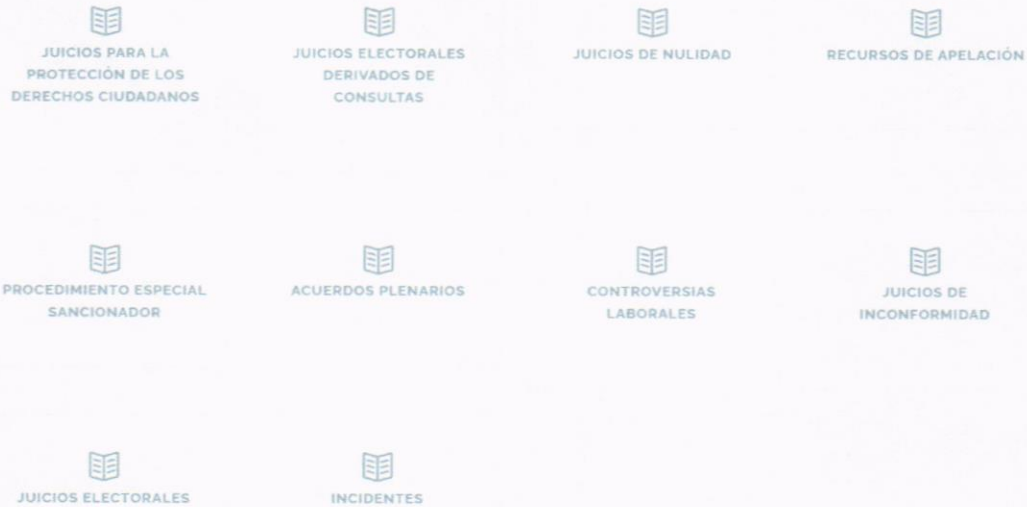 JUICIOS PARA LA
PROTECCIÓN DE LOS
DERECHOS CIUDADANOS
JUICIOS ELECTORALES
DERIVADOS DE
CONSULTAS
JUICIOS DE NULIDAD
RECURSOS DE APELACIÓN
PROCEDIMIENTO ESPECIAL
SANCIONADOR
ACUERDOS PLENARIOS
CONTROVERSIAS
LABORALES
JUICIOS DE
INCONFORMIDAD
JUICIOS ELECTORALES
INCIDENTES